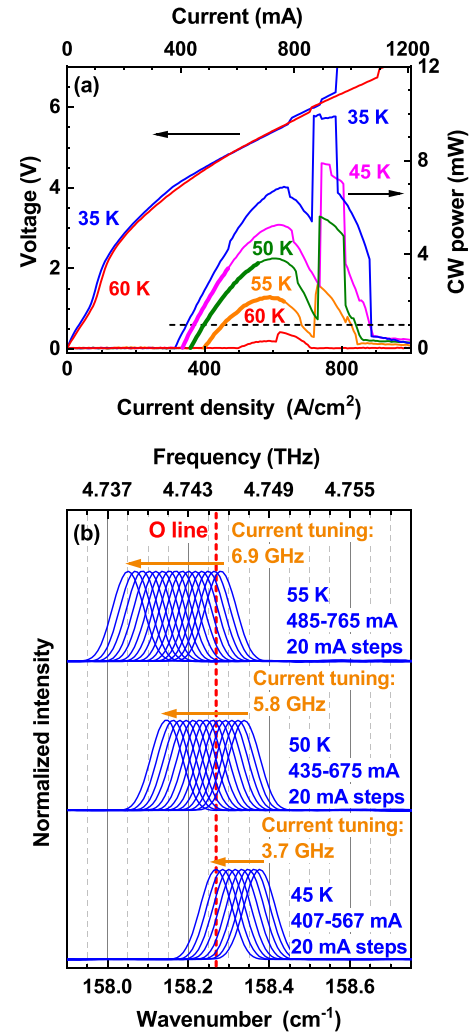 Current (mA)
0 400 800 1200
(a)
12
6
35 K
9
45 K
Voltage (V)
4
6
CW power (mW)
35 K
50 K
2
55 K
3
60 K
60 K
0
0
0 400 800
Current density (A/cm²)
Frequency (THz)
4.737 4.743 4.749 4.755
(b)
O line
Current tuning:
6.9 GHz
55 K
485-765 mA
20 mA steps
Current tuning:
5.8 GHz
50 K
435-675 mA
20 mA steps
Current tuning:
3.7 GHz
45 K
407-567 mA
20 mA steps
Normalized intensity
158.0 158.2 158.4 158.6
Wavenumber (cm⁻¹)